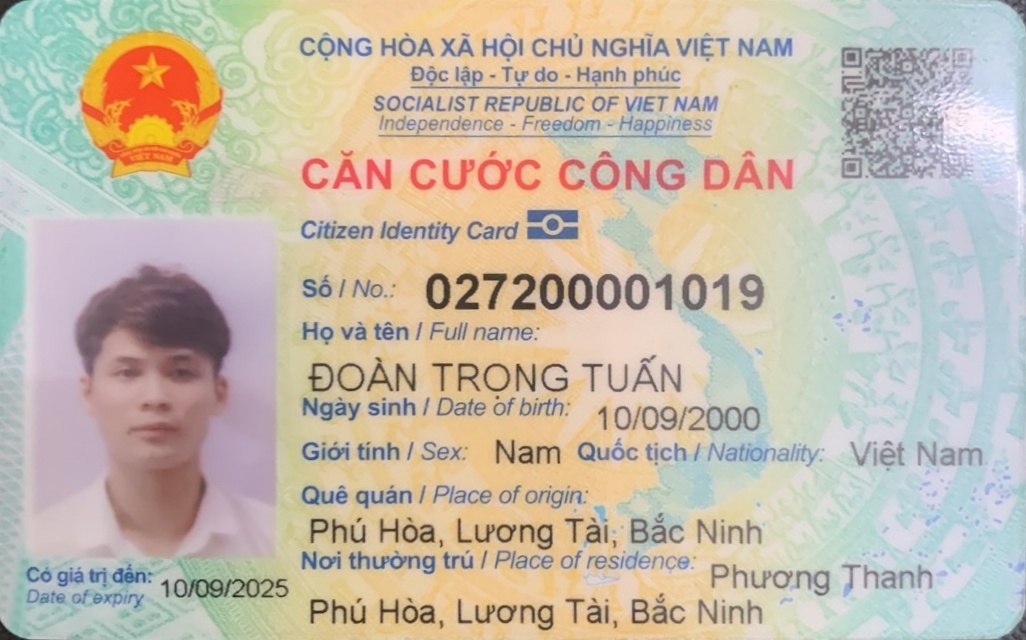 CỘNG HÒA XÃ HỘI CHỦ NGHĨA VIỆT NAM
Độc lập - Tự do - Hạnh phúc
SOCIALIST REPUBLIC OF VIET NAM
Independence - Freedom - Happiness
CĂN CƯỚC CÔNG DÂN
Citizen Identity Card
VIỆT NAM
Số / No.: 027200001019
Họ và tên / Full name:
ĐOÀN TRỌNG TUẤN
Ngày sinh / Date of birth: 10/09/2000
Giới tính / Sex: Nam Quốc tịch / Nationality: Việt Nam
Quê quán / Place of origin:
Phú Hòa, Lương Tài, Bắc Ninh
Nơi thường trú / Place of residence: Phương Thanh
Phú Hòa, Lương Tài, Bắc Ninh
Có giá trị đến: 10/09/2025
Date of expiry